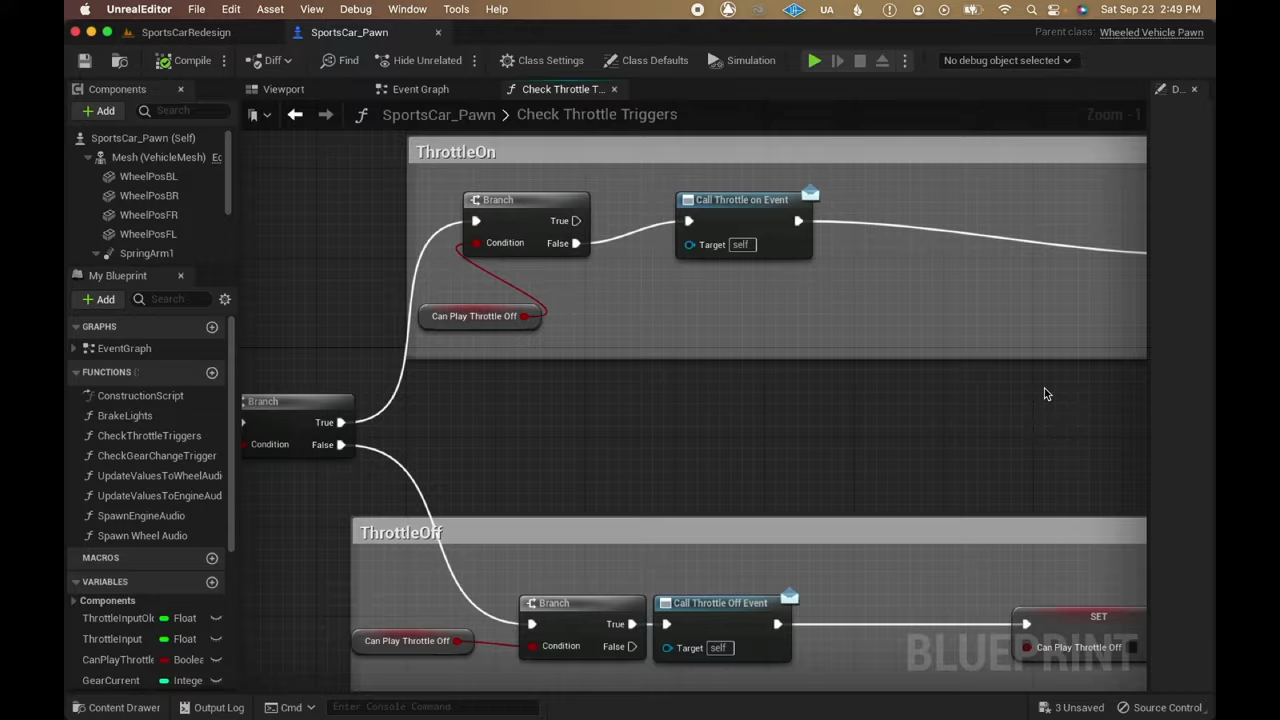 UnrealEditor File Edit Asset View Debug Window Tools Help UA Sat Sep 23 2:49 PM
SportsCarRedesign SportsCar_Pawn Parent class: Wheeled Vehicle Pawn
Compile Diff Find Hide Unrelated Class Settings Class Defaults Simulation No debug object selected
Components Viewport Event Graph Check Throttle T... D...
Add Search SportsCar_Pawn Check Throttle Triggers Zoom -1
SportsCar_Pawn (Self)
Mesh (VehicleMesh) Ec
WheelPosBL
WheelPosBR
WheelPosFR
WheelPosFL
SpringArm1
My Blueprint
Add Search
GRAPHS
EventGraph
FUNCTIONS (
ConstructionScript
BrakeLights
CheckThrottleTriggers
CheckGearChangeTrigger
UpdateValuesToWheelAudi
UpdateValuesToEngineAud
SpawnEngineAudio
Spawn Wheel Audio
MACROS
VARIABLES
Components
ThrottleInputOl Float
ThrottleInput Float
CanPlayThrottle Boolea
GearCurrent Intege
ThrottleOn
Branch
True
Condition False
Call Throttle on Event
Target self
Can Play Throttle Off
Branch
True
Condition False
ThrottleOff
Can Play Throttle Off
Branch
True
Condition False
Call Throttle Off Event
Target self
SET
Can Play Throttle Off
BLUEPRINT
Content Drawer Output Log Cmd Enter Console Command 3 Unsaved Source Control